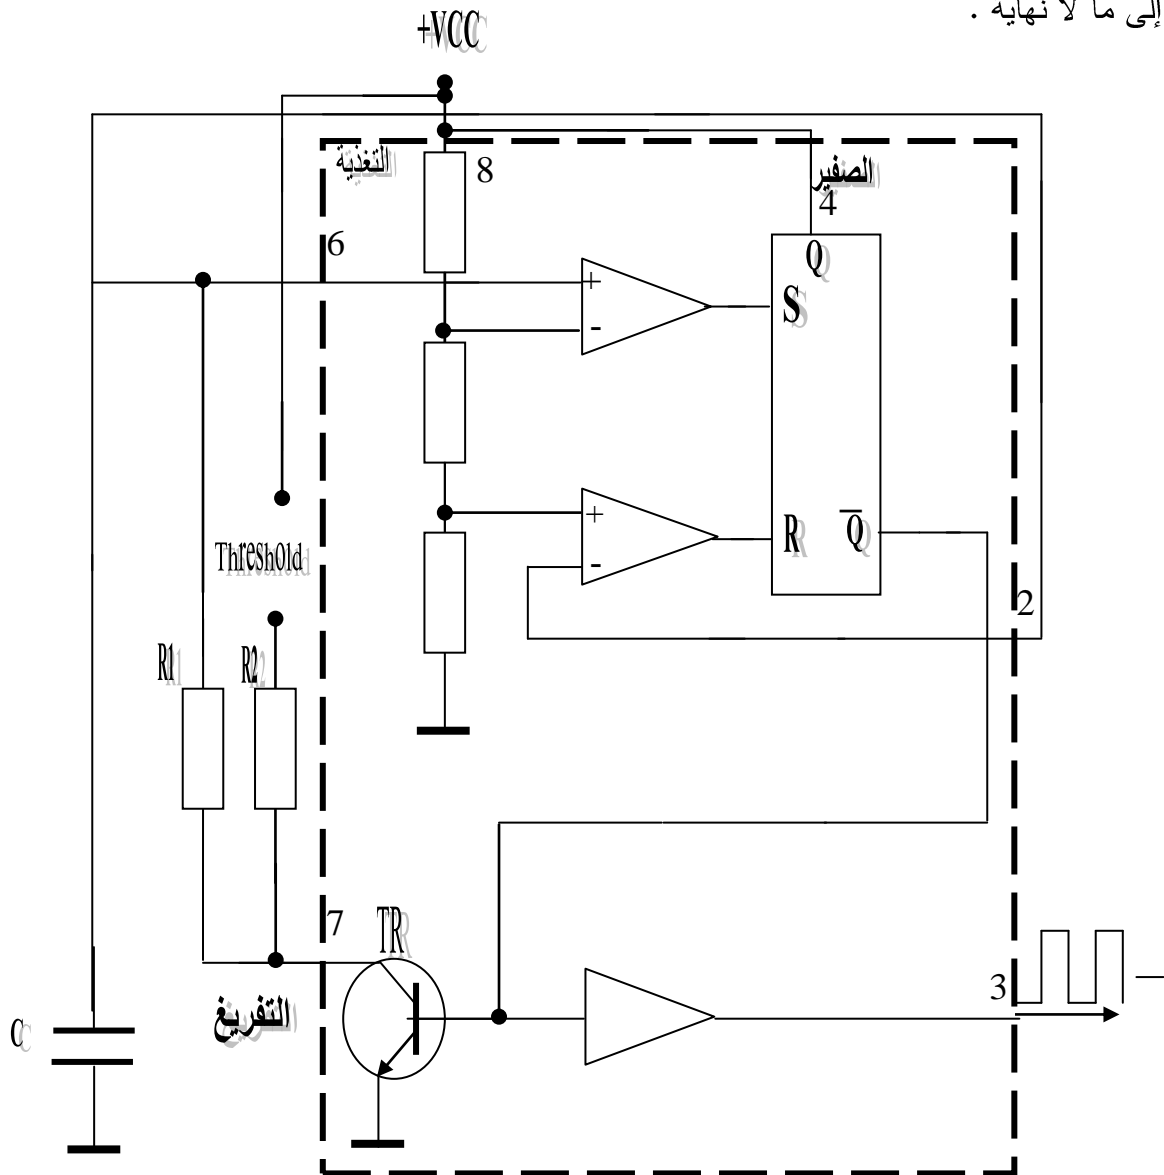 إلى ما لا نهاية .
+VCC
التغذية
8
الصفير
4
6
Q
+
S
-
+
R
Q̅
-
Threshold
2
R1
R2
7
TR
3
التفريغ
C